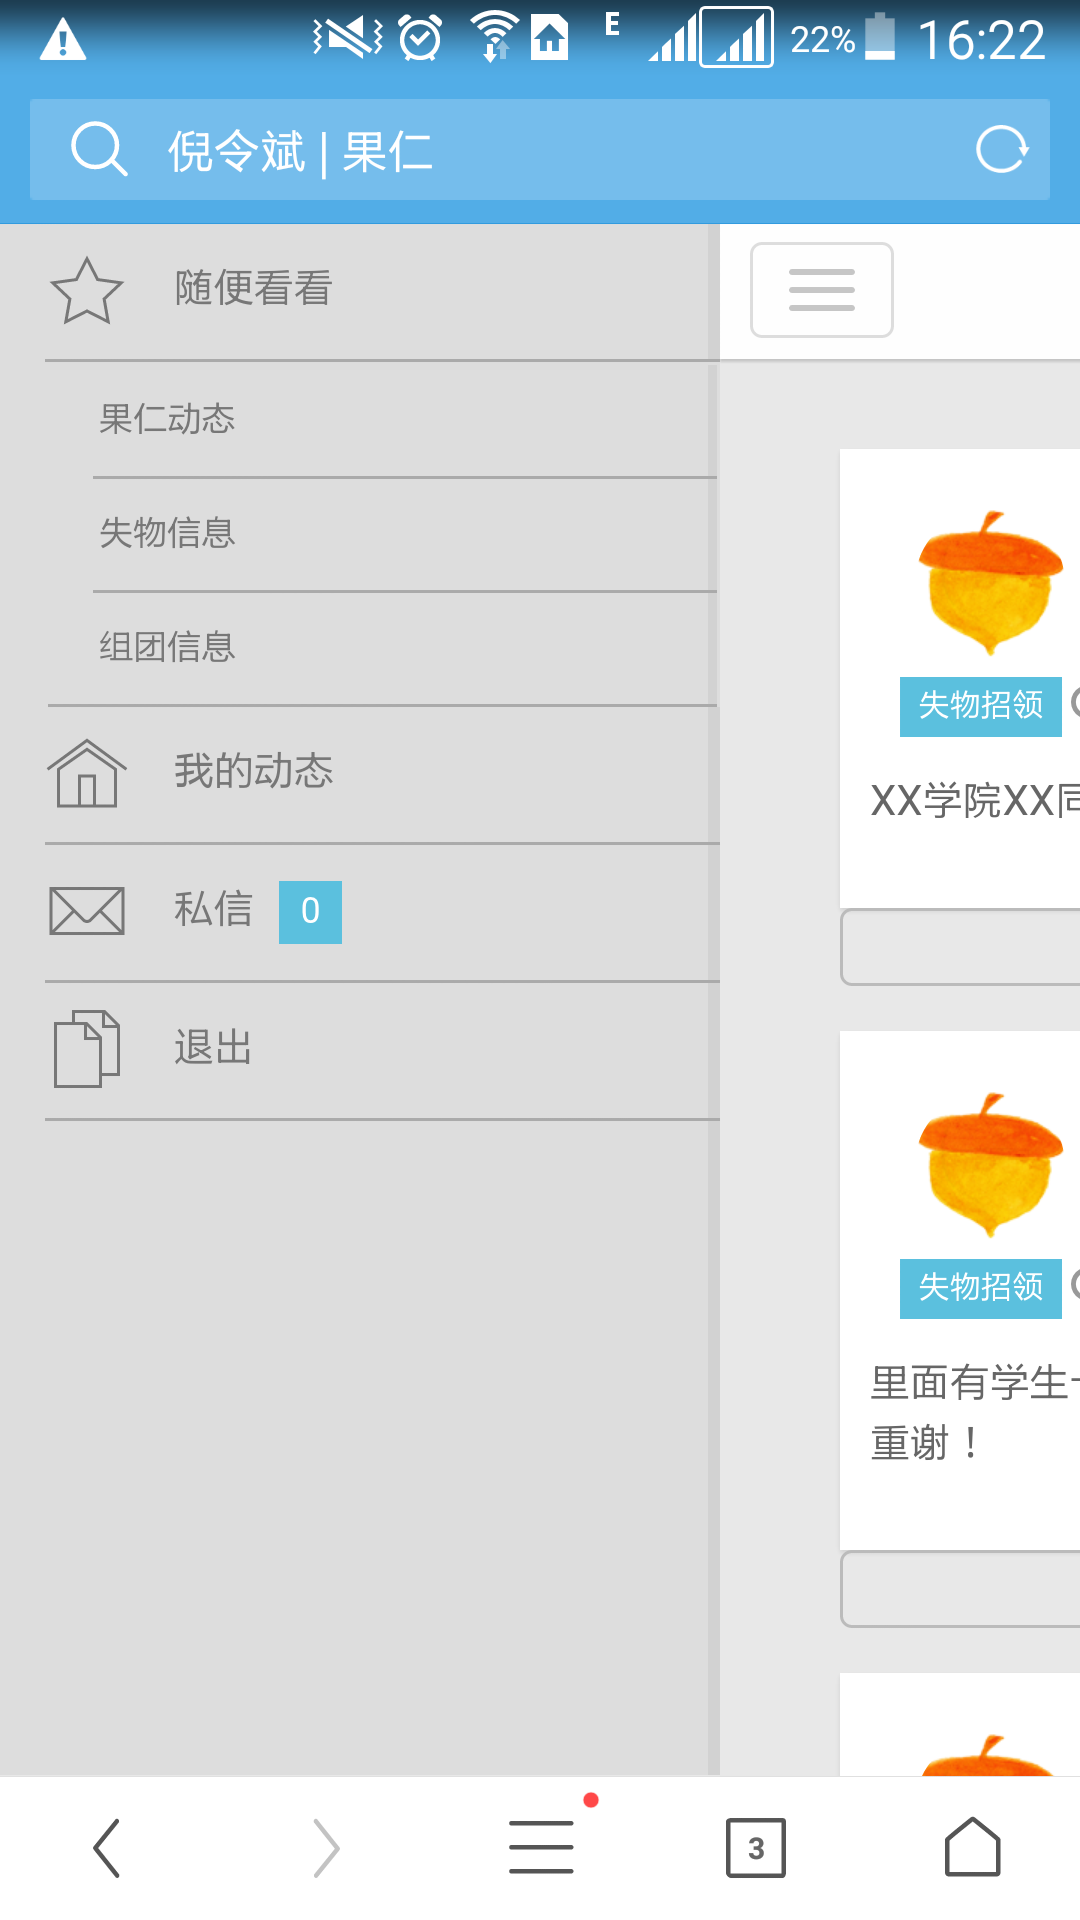 E
22%
16:22
倪令斌 | 果仁
随便看看
果仁动态
失物信息
组团信息
我的动态
私信 0
退出
失物招领
XX学院XX同
失物招领
里面有学生
重谢！
3